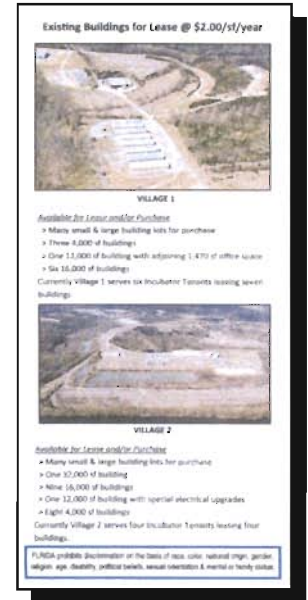 Existing Buildings for Lease @ $2.00/sf/year
VILLAGE 1
Available for Lease and/or Purchase
➢ Many small & large building lots for purchase
➢ Three 4,000 sf buildings
➢ One 12,000 sf building with adjoining 1,470 sf office space
➢ Six 16,000 sf buildings
Currently Village 1 serves six Incubator Tenants leasing seven
buildings.
VILLAGE 2
Available for Lease and/or Purchase
➢ Many small & large building lots for purchase
➢ One 32,000 sf building
➢ Nine 16,000 sf buildings
➢ One 12,000 sf building with special electrical upgrades
➢ Eight 4,000 sf buildings
Currently Village 2 serves four Incubator Tenants leasing four
buildings.
prohibits discrimination on the basis of race, color, national origin, gender,
religion, age, disability, political beliefs, sexual orientation & marital or family status.